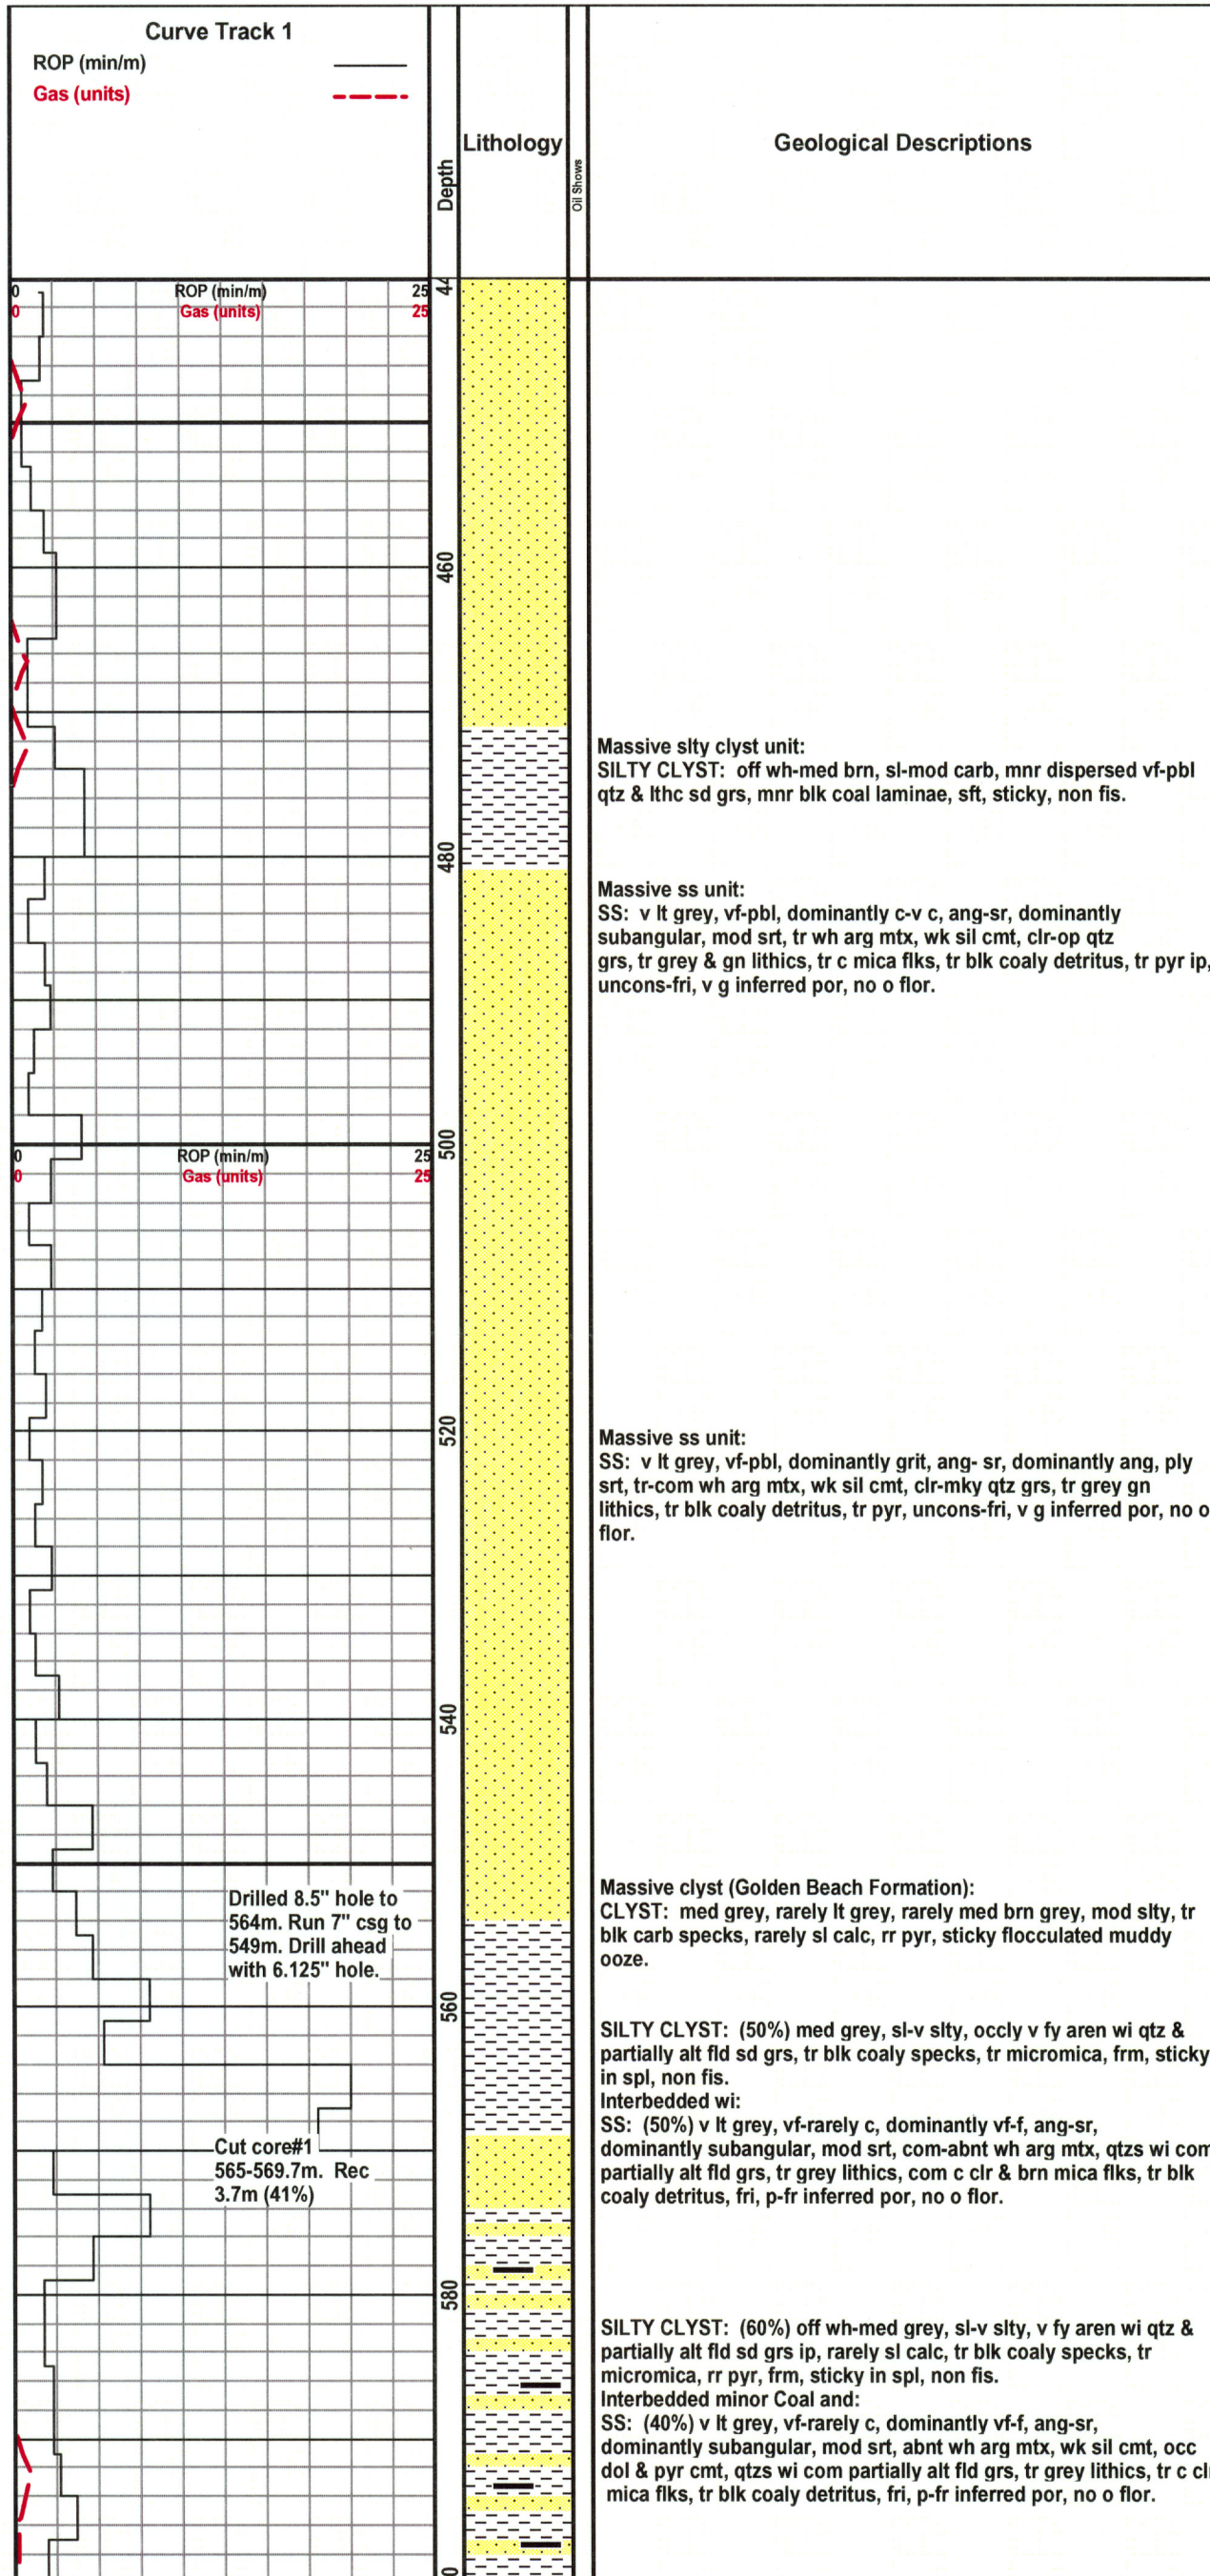 Curve Track 1
ROP (min/m)
Gas (units)
Depth
Lithology
Oil Shows
Geological Descriptions
0 ROP (min/m) 25
0 Gas (units) 25
44
460
Massive slty clyst unit:
SILTY CLYST: off wh-med brn, sl-mod carb, mnr dispersed vf-pbl
qtz & lthc sd grs, mnr blk coal laminae, sft, sticky, non fis.
480
Massive ss unit:
SS: v lt grey, vf-pbl, dominantly c-v c, ang-sr, dominantly
subangular, mod srt, tr wh arg mtx, wk sil cmt, clr-op qtz
grs, tr grey & gn lithics, tr c mica flks, tr blk coaly detritus, tr pyr ip,
uncons-fri, v g inferred por, no o flor.
0 ROP (min/m) 25
0 Gas (units) 25
500
520
Massive ss unit:
SS: v lt grey, vf-pbl, dominantly grit, ang- sr, dominantly ang, ply
srt, tr-com wh arg mtx, wk sil cmt, clr-mky qtz grs, tr grey gn
lithics, tr blk coaly detritus, tr pyr, uncons-fri, v g inferred por, no o
flor.
540
Drilled 8.5" hole to
564m. Run 7" csg to
549m. Drill ahead
with 6.125" hole.
Massive clyst (Golden Beach Formation):
CLYST: med grey, rarely lt grey, rarely med brn grey, mod slty, tr
blk carb specks, rarely sl calc, rr pyr, sticky flocculated muddy
ooze.
560
SILTY CLYST: (50%) med grey, sl-v slty, occly v fy aren wi qtz &
partially alt fld sd grs, tr blk coaly specks, tr micromica, frm, sticky
in spl, non fis.
Interbedded wi:
SS: (50%) v lt grey, vf-rarely c, dominantly vf-f, ang-sr,
dominantly subangular, mod srt, com-abnt wh arg mtx, qtzs wi com
partially alt fld grs, tr grey lithics, com c clr & brn mica flks, tr blk
coaly detritus, fri, p-fr inferred por, no o flor.
Cut core#1
565-569.7m. Rec
3.7m (41%)
580
SILTY CLYST: (60%) off wh-med grey, sl-v slty, v fy aren wi qtz &
partially alt fld sd grs ip, rarely sl calc, tr blk coaly specks, tr
micromica, rr pyr, frm, sticky in spl, non fis.
Interbedded minor Coal and:
SS: (40%) v lt grey, vf-rarely c, dominantly vf-f, ang-sr,
dominantly subangular, mod srt, abnt wh arg mtx, wk sil cmt, occ
dol & pyr cmt, qtzs wi com partially alt fld grs, tr grey lithics, tr c clr
mica flks, tr blk coaly detritus, fri, p-fr inferred por, no o flor.